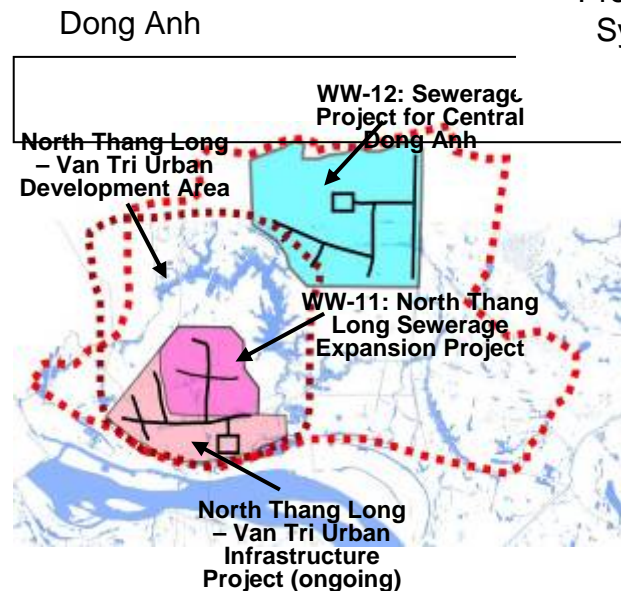 Dong Anh
Sy
WW-12: Sewerage
Project for Central
Dong Anh
North Thang Long
– Van Tri Urban
Development Area
WW-11: North Thang
Long Sewerage
Expansion Project
North Thang Long
– Van Tri Urban
Infrastructure
Project (ongoing)